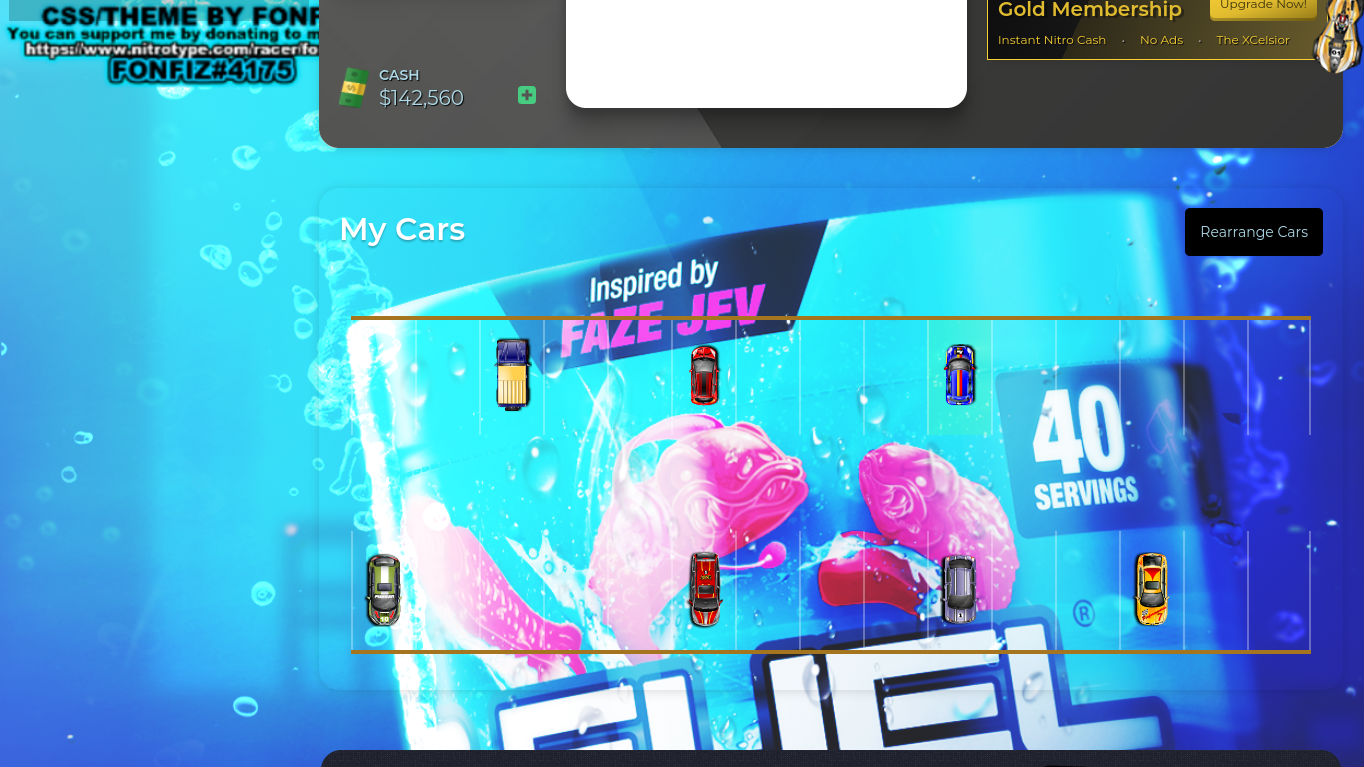 CSS/THEME BY FONF
You can support me by donating to m
https://www.nitrotype.com/racer/fo
FONFIZ#4175
CASH
$142,560
Gold Membership
Upgrade Now!
Instant Nitro Cash · No Ads · The XCelsior
My Cars
Rearrange Cars
Inspired by
FAZE JEV
40
SERVINGS
®
FUEL